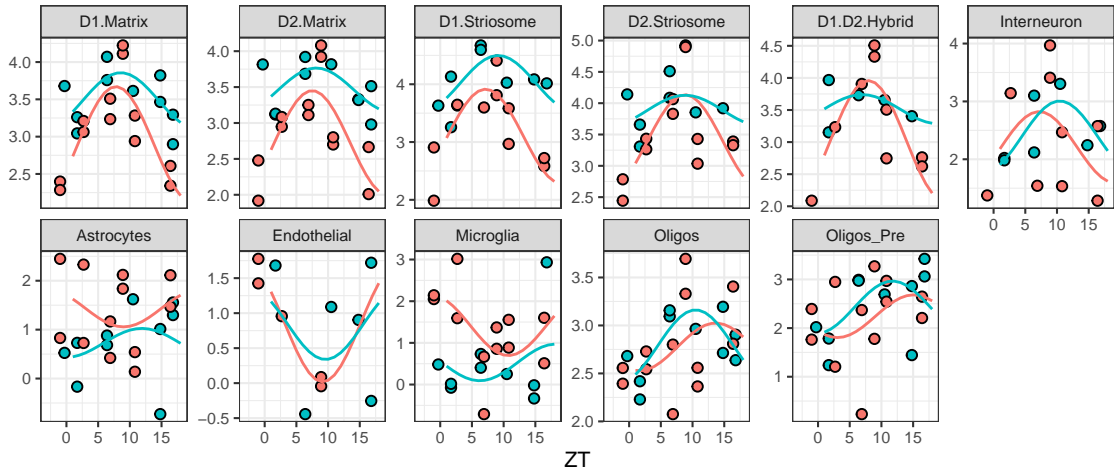 D1.Matrix D2.Matrix D1.Striosome D2.Striosome D1.D2.Hybrid Interneuron
4.0 3.5 3.0 2.5
4.0 3.5 3.0 2.5 2.0
4 3 2
5.0 4.5 4.0 3.5 3.0 2.5
4.5 4.0 3.5 3.0 2.5 2.0
4 3 2
0 5 10 15
Astrocytes Endothelial Microglia Oligos Oligos_Pre
2 1 0
1.5 1.0 0.5 0.0 −0.5
3 2 1 0
4.0 3.5 3.0 2.5 2.0
3 2 1
0 5 10 15 0 5 10 15 0 5 10 15 0 5 10 15 0 5 10 15
ZT